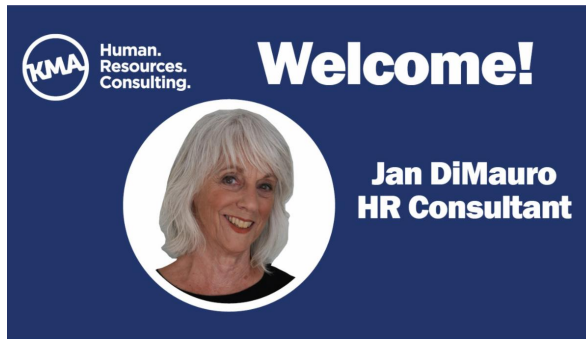 KMA
Human.
Resources.
Consulting.
Welcome!
Jan DiMauro
HR Consultant